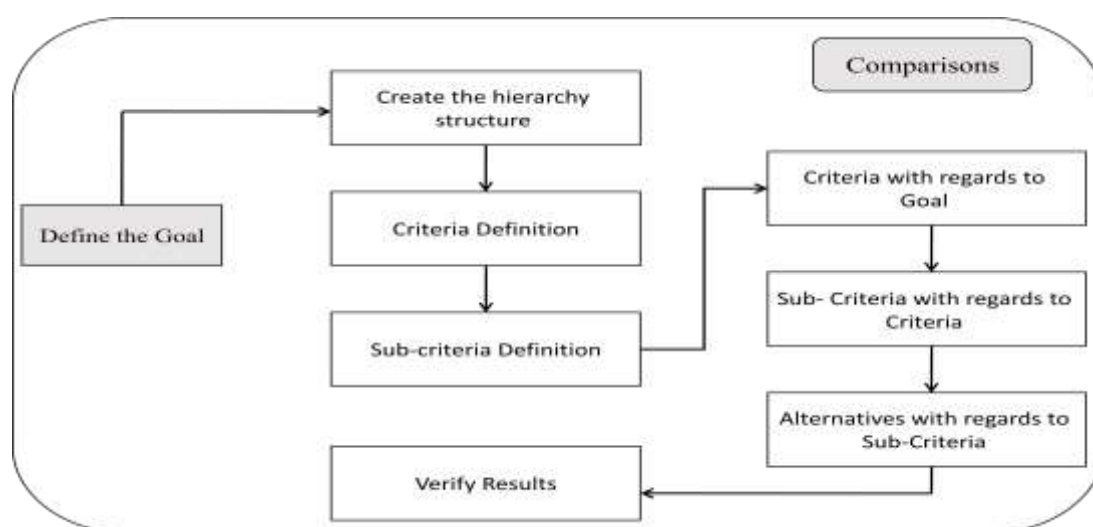 Comparisons
Create the hierarchy
structure
Define the Goal
Criteria Definition
Sub-criteria Definition
Criteria with regards to
Goal
Sub- Criteria with regards to
Criteria
Alternatives with regards to
Sub-Criteria
Verify Results